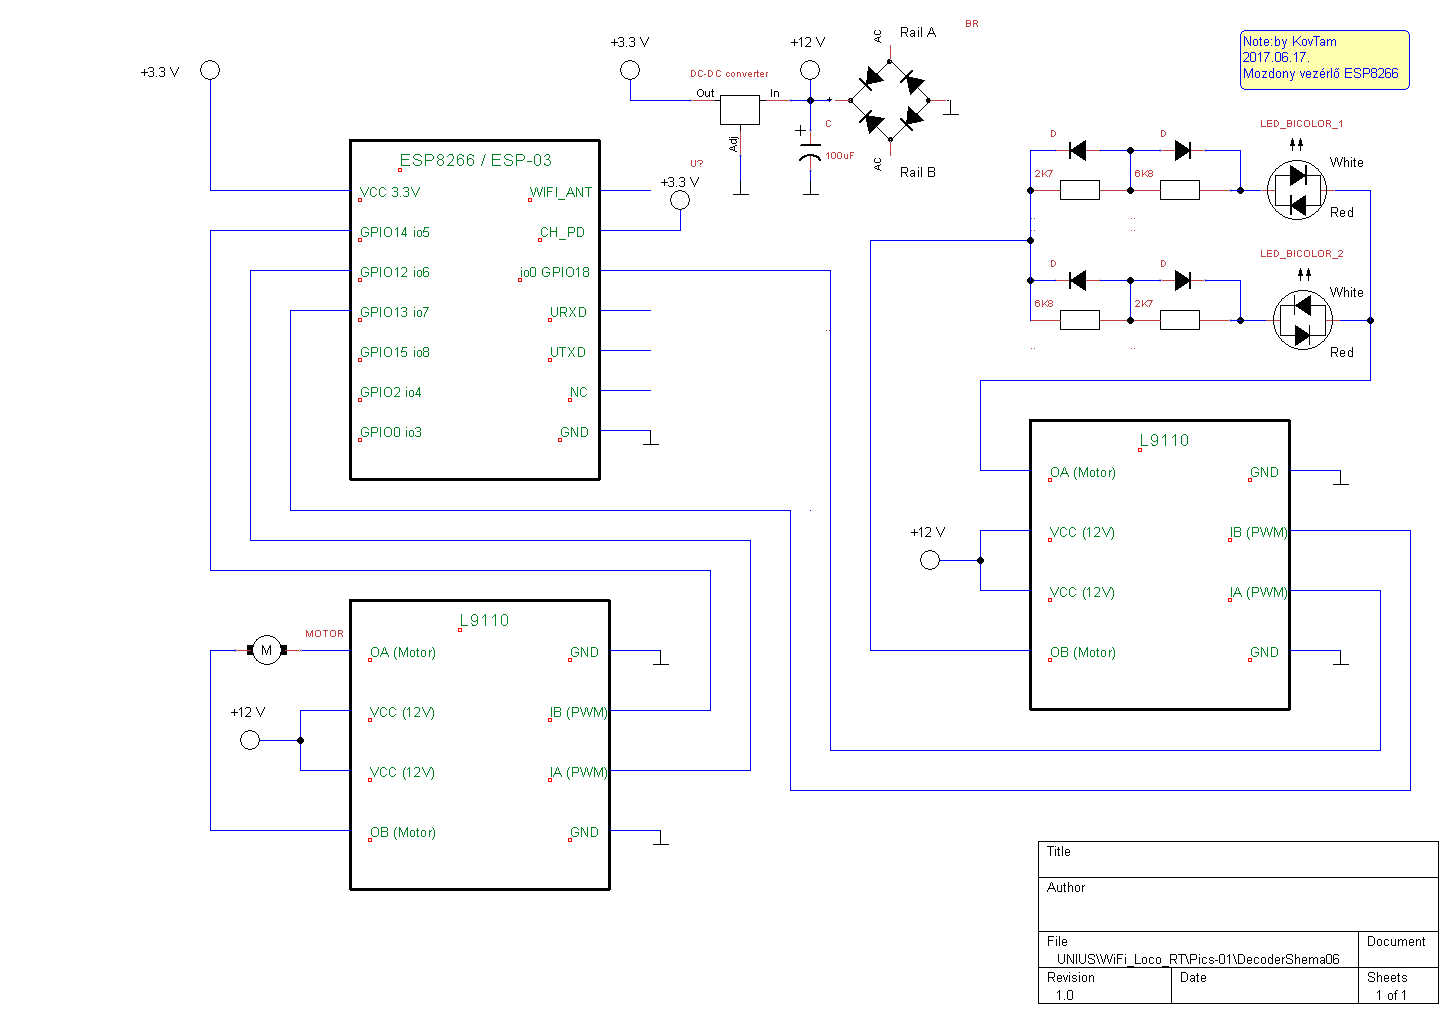 +3.3 V
+3.3 V
+12 V
AC
Rail A
BR
Note:by KovTam
2017.06.17.
Mozdony vezérlő ESP8266
DC-DC converter
Out
In
Adj
+
+
C
100uF
AC
Rail B
U?
+3.3 V
ESP8266 / ESP-03
VCC 3.3V
WIFI_ANT
GPIO14 io5
CH_PD
GPIO12 io6
io0 GPIO18
GPIO13 io7
URXD
GPIO15 io8
UTXD
GPIO2 io4
NC
GPIO0 io3
GND
LED_BICOLOR_1
D
D
2K7
6K8
White
Red
LED_BICOLOR_2
D
D
6K8
2K7
White
Red
L9110
OA (Motor)
GND
+12 V
VCC (12V)
IB (PWM)
VCC (12V)
IA (PWM)
OB (Motor)
GND
L9110
MOTOR
M
OA (Motor)
GND
+12 V
VCC (12V)
IB (PWM)
VCC (12V)
IA (PWM)
OB (Motor)
GND
Title
Author
File
Document
UNIUS\WiFi_Loco_RT\Pics-01\DecoderShema06
Revision
Date
Sheets
1.0
1 of 1